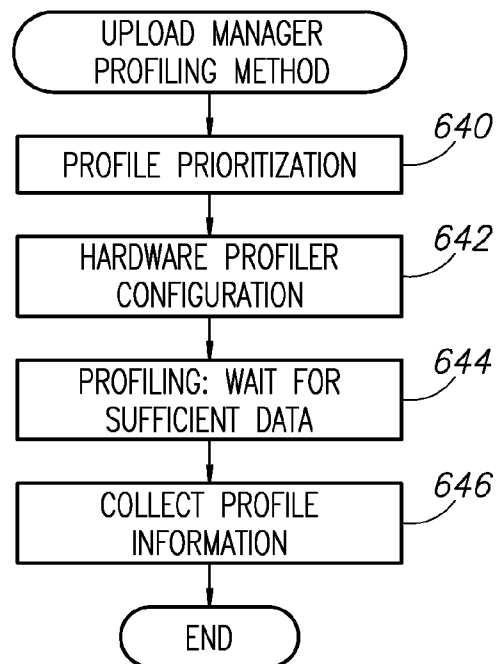 UPLOAD MANAGER
PROFILING METHOD
640
PROFILE PRIORITIZATION
642
HARDWARE PROFILER
CONFIGURATION
644
PROFILING: WAIT FOR
SUFFICIENT DATA
646
COLLECT PROFILE
INFORMATION
END